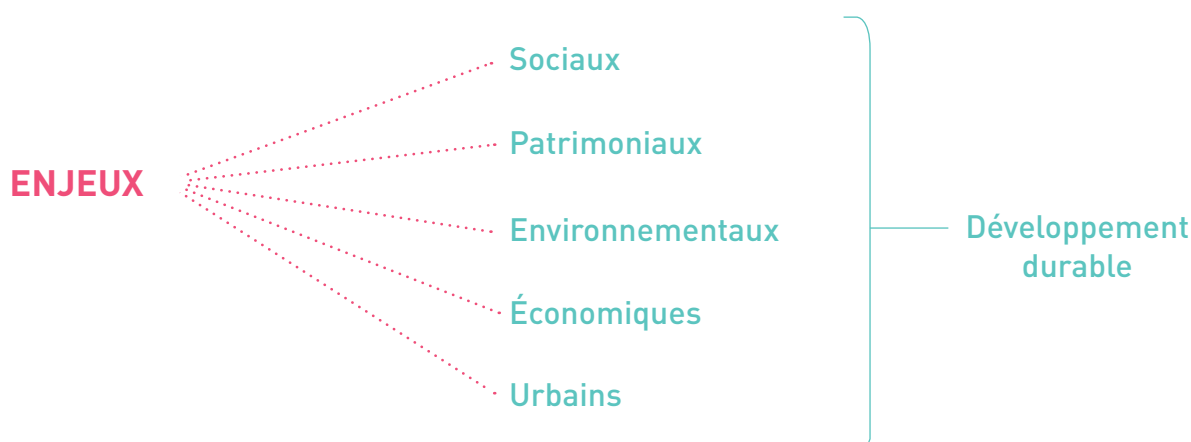 ENJEUX
Sociaux
Patrimoniaux
Environnementaux
Économiques
Urbains
Développement
durable